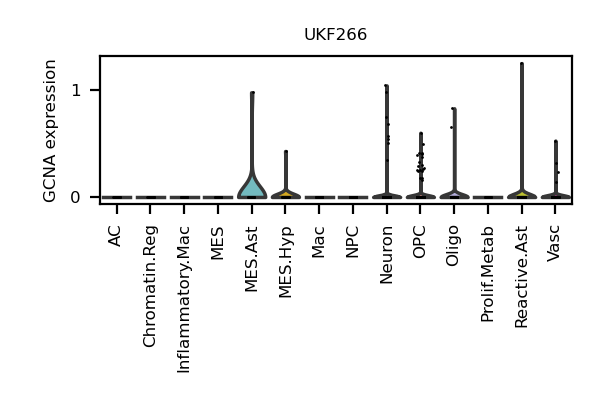 UKF266
GCNA expression
1
0
AC
Chromatin.Reg
Inflammatory.Mac
MES
MES.Ast
MES.Hyp
Mac
NPC
Neuron
OPC
Oligo
Prolif.Metab
Reactive.Ast
Vasc